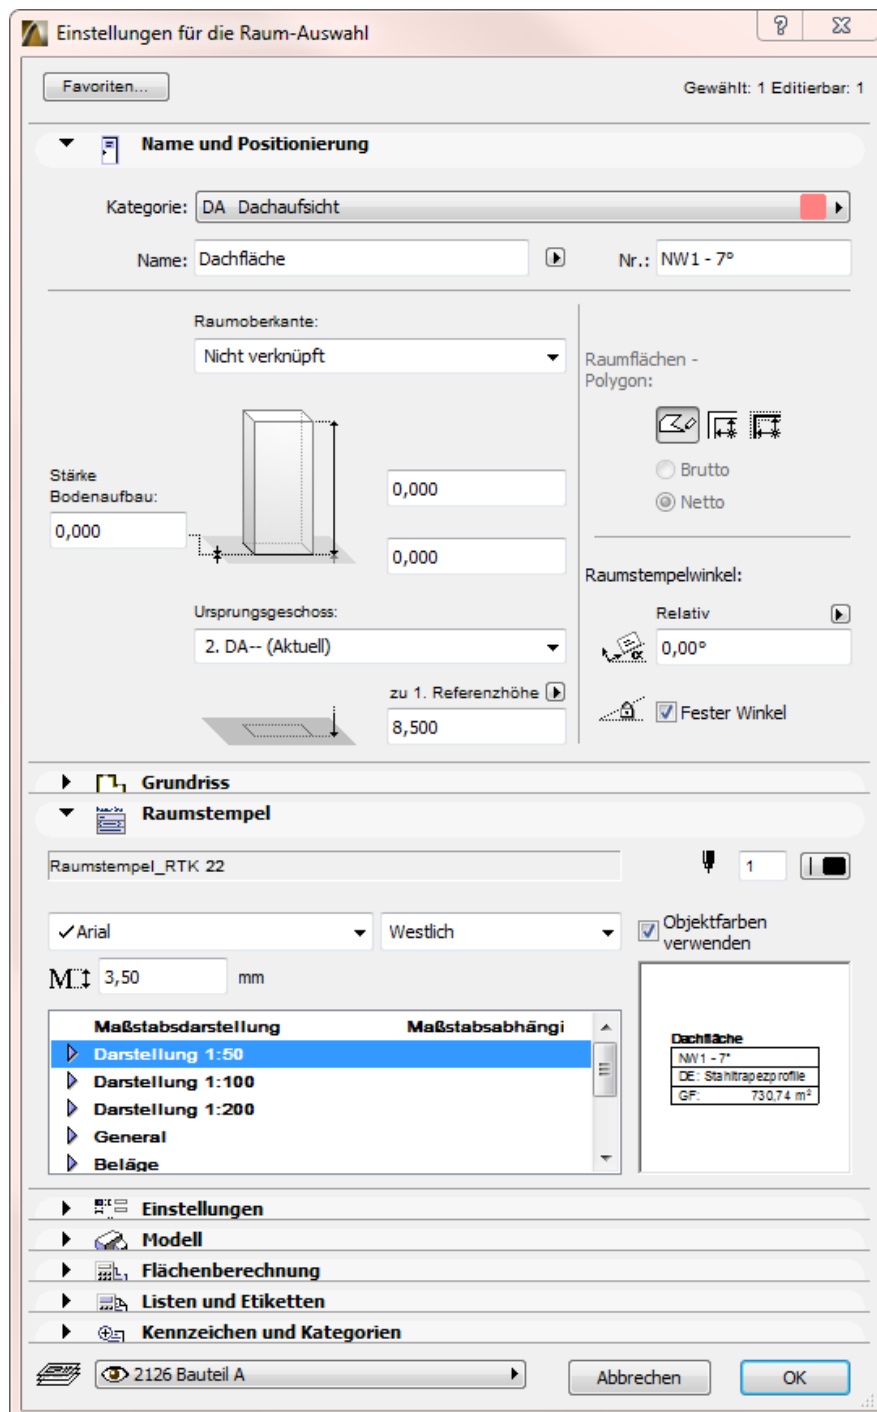 Einstellungen für die Raum-Auswahl
Favoriten...
Gewählt: 1 Editierbar: 1
Name und Positionierung
Kategorie: DA Dachaufsicht
Name: Dachfläche Nr.: NW1 - 7°
Raumoberkante:
Nicht verknüpft
Raumflächen -
Polygon:
Brutto
Netto
Stärke
Bodenaufbau:
0,000
0,000
0,000
Raumstempelwinkel:
Relativ
0,00°
Fester Winkel
Ursprungsgeschoss:
2. DA-- (Aktuell)
zu 1. Referenzhöhe
8,500
Grundriss
Raumstempel
Raumstempel_RTK 22
1
Arial
Westlich
Objektfarben
verwenden
M 3,50 mm
Maßstabsdarstellung Maßstabsabhängi
Darstellung 1:50
Darstellung 1:100
Darstellung 1:200
General
Beläge
Dachfläche
NW1 - 7°
DE: Stahltrapezprofile
GF: 730,74 m²
Einstellungen
Modell
Flächenberechnung
Listen und Etiketten
Kennzeichen und Kategorien
2126 Bauteil A
Abbrechen
OK